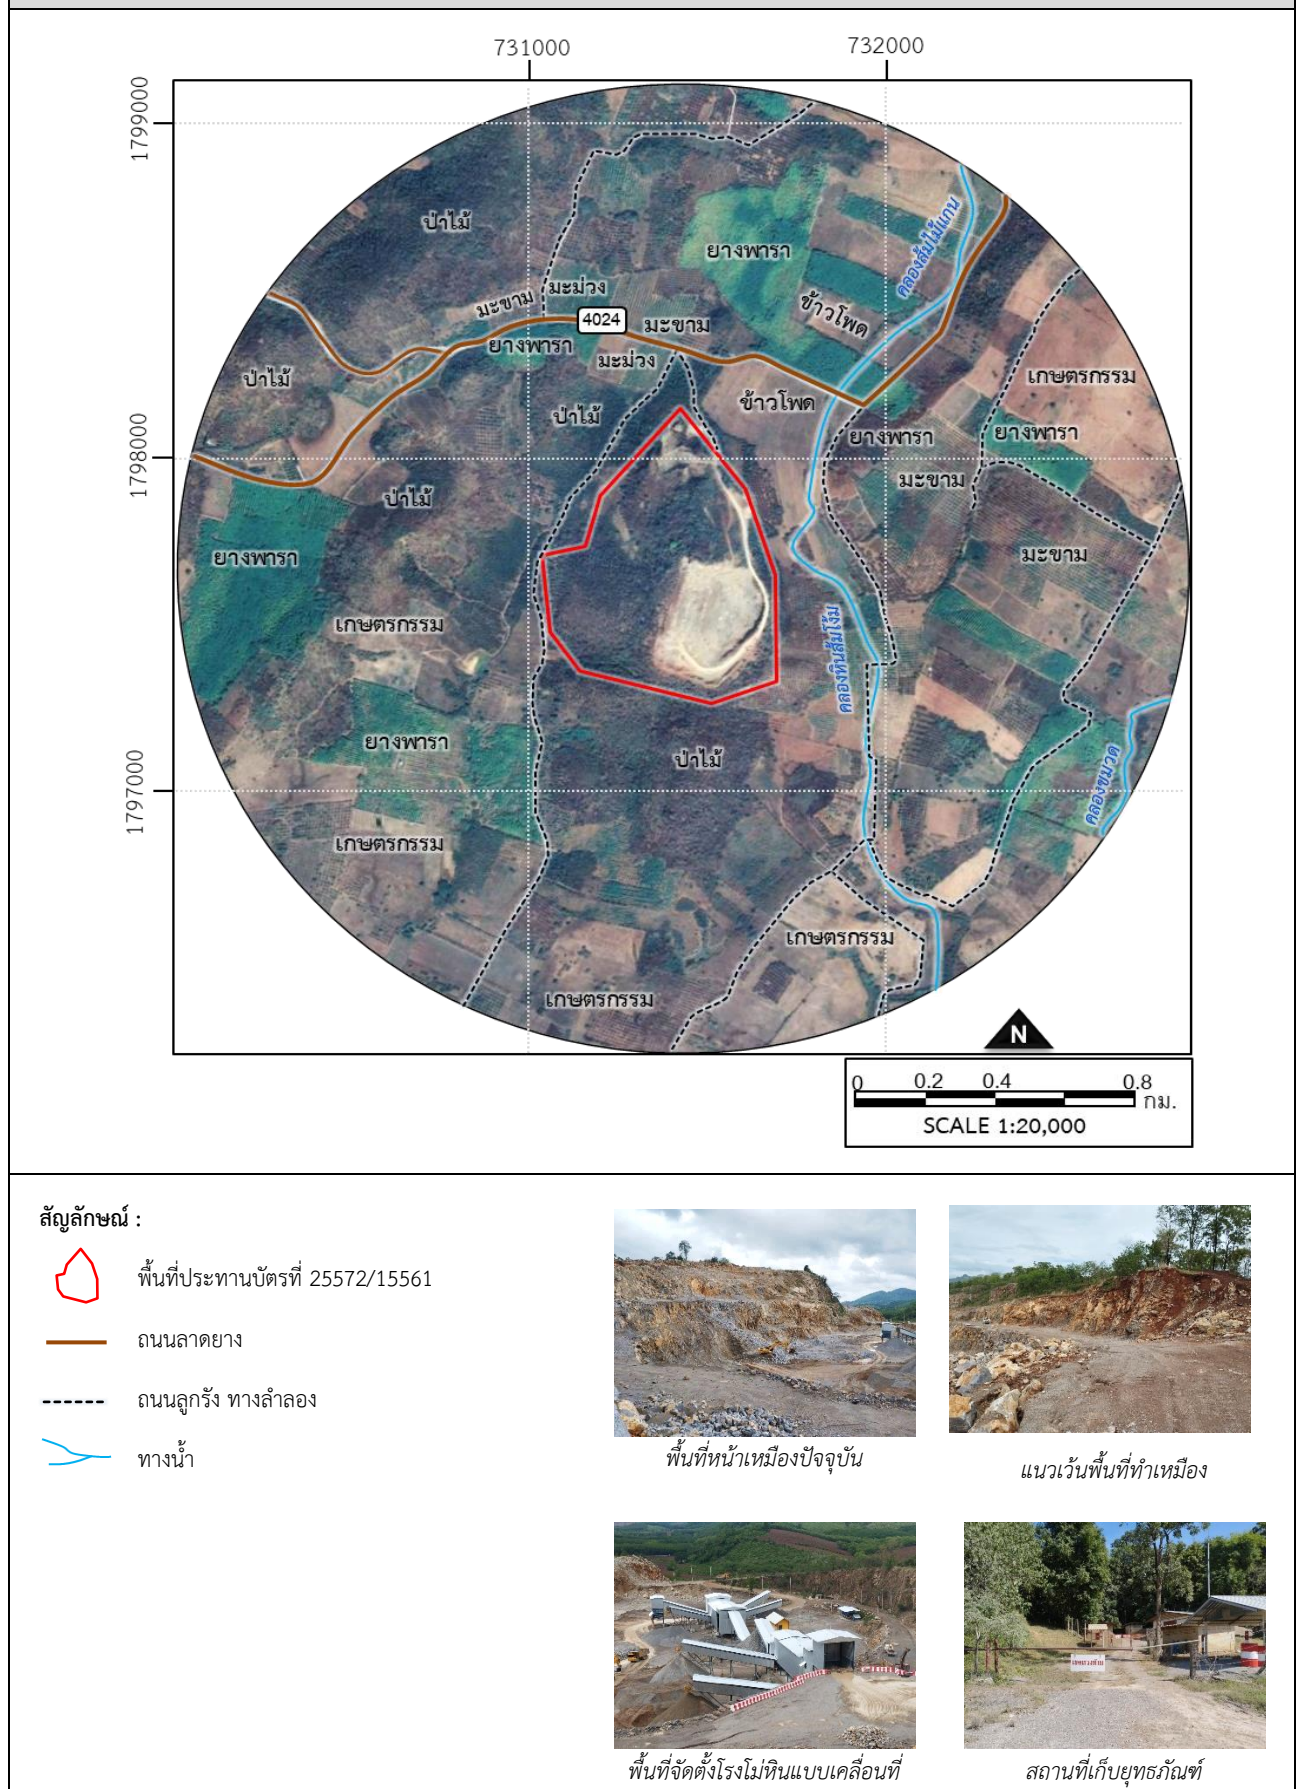 731000
732000
1799000
1798000
1797000
ป่าไม้
ยางพารา
คลองส้มไม้แกน
มะขาม
มะม่วง
4024
มะขาม
ข้าวโพด
ยางพารา
มะม่วง
ป่าไม้
เกษตรกรรม
ป่าไม้
ข้าวโพด
ยางพารา
ยางพารา
มะขาม
ป่าไม้
ยางพารา
มะขาม
เกษตรกรรม
คลองหินส้มโง้ม
ยางพารา
ป่าไม้
คลองขมวด
เกษตรกรรม
เกษตรกรรม
เกษตรกรรม
N
0 0.2 0.4 0.8
กม.
SCALE 1:20,000
สัญลักษณ์ :
พื้นที่ประทานบัตรที่ 25572/15561
ถนนลาดยาง
ถนนลูกรัง ทางลำลอง
ทางน้ำ
พื้นที่หน้าเหมืองปัจจุบัน
แนวเว้นพื้นที่ทำเหมือง
พื้นที่จัดตั้งโรงโม่หินแบบเคลื่อนที่
สถานที่เก็บยุทธภัณฑ์